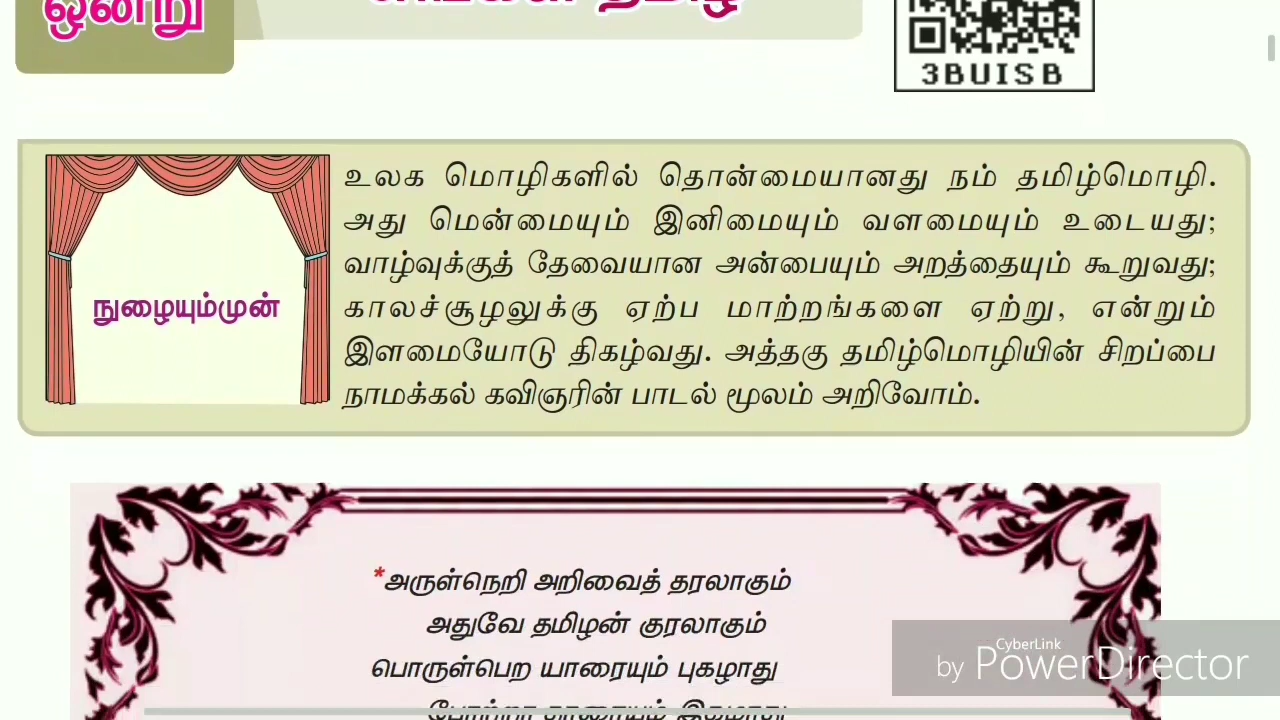 ஒன்று
தமிழ்
3BUISB
உலக மொழிகளில் தொன்மையானது நம் தமிழ்மொழி.
அது மென்மையும் இனிமையும் வளமையும் உடையது;
வாழ்வுக்குத் தேவையான அன்பையும் அறத்தையும் கூறுவது;
காலச்சூழலுக்கு ஏற்ப மாற்றங்களை ஏற்று, என்றும்
இளமையோடு திகழ்வது. அத்தகு தமிழ்மொழியின் சிறப்பை
நாமக்கல் கவிஞரின் பாடல் மூலம் அறிவோம்.
நுழையும்முன்
*அருள்நெறி அறிவைத் தரலாகும்
அதுவே தமிழன் குரலாகும்
பொருள்பெற யாரையும் புகழாது
CyberLink
by PowerDirector